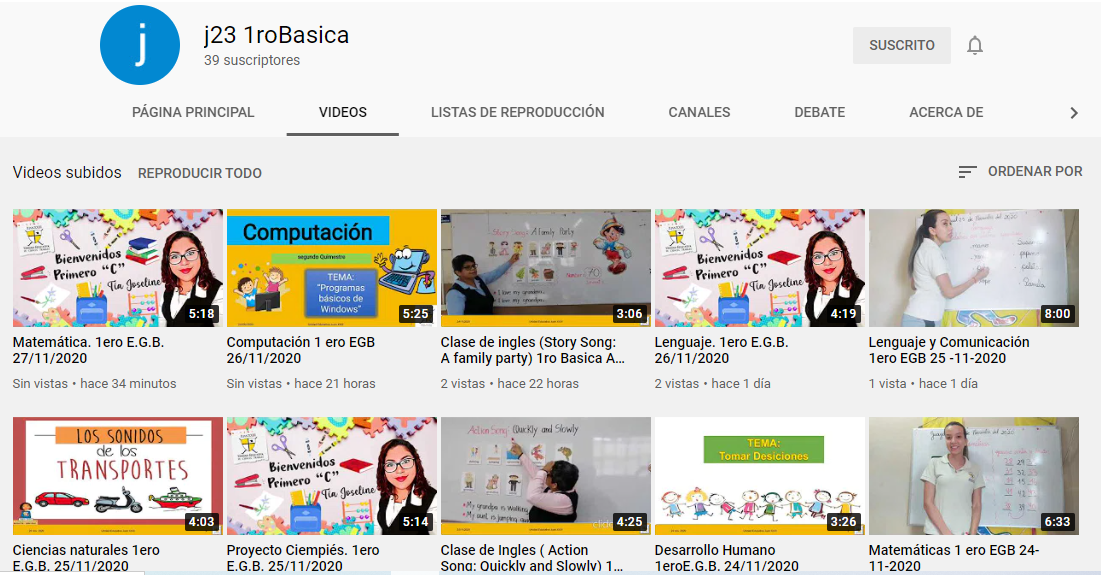 j
j23 1roBasica
39 suscriptores
SUSCRITO
PÁGINA PRINCIPAL
VIDEOS
LISTAS DE REPRODUCCIÓN
CANALES
DEBATE
ACERCA DE
Videos subidos
REPRODUCIR TODO
ORDENAR POR
Bienvenidos
Primero "C"
Tía Joseline
5:18
Computación
segundo Quimestre
TEMA:
"Programas
básicos de
Windows"
5:25
Story Song: A Family Party
3:06
Bienvenidos
Primero "C"
Tía Joseline
4:19
8:00
Matemática. 1ero E.G.B.
27/11/2020
Sin vistas • hace 34 minutos
Computación 1 ero EGB
26/11/2020
Sin vistas • hace 21 horas
Clase de ingles (Story Song:
A family party) 1ro Basica A...
2 vistas • hace 22 horas
Lenguaje. 1ero E.G.B.
26/11/2020
2 vistas • hace 1 día
Lenguaje y Comunicación
1ero EGB 25 -11-2020
1 vista • hace 1 día
LOS SONIDOS
de los
TRANSPORTES
4:03
Bienvenidos
Primero "C"
Tía Joseline
5:14
Action Song: Quickly and Slowly
4:25
TEMA:
Tomar Desiciones
3:26
6:33
Ciencias naturales 1ero
E.G.B. 25/11/2020
Proyecto Ciempiés. 1ero
E.G.B. 25/11/2020
Clase de Ingles ( Action
Song: Quickly and Slowly) 1...
Desarrollo Humano
1eroE.G.B. 24/11/2020
Matemáticas 1 ero EGB 24-
11-2020